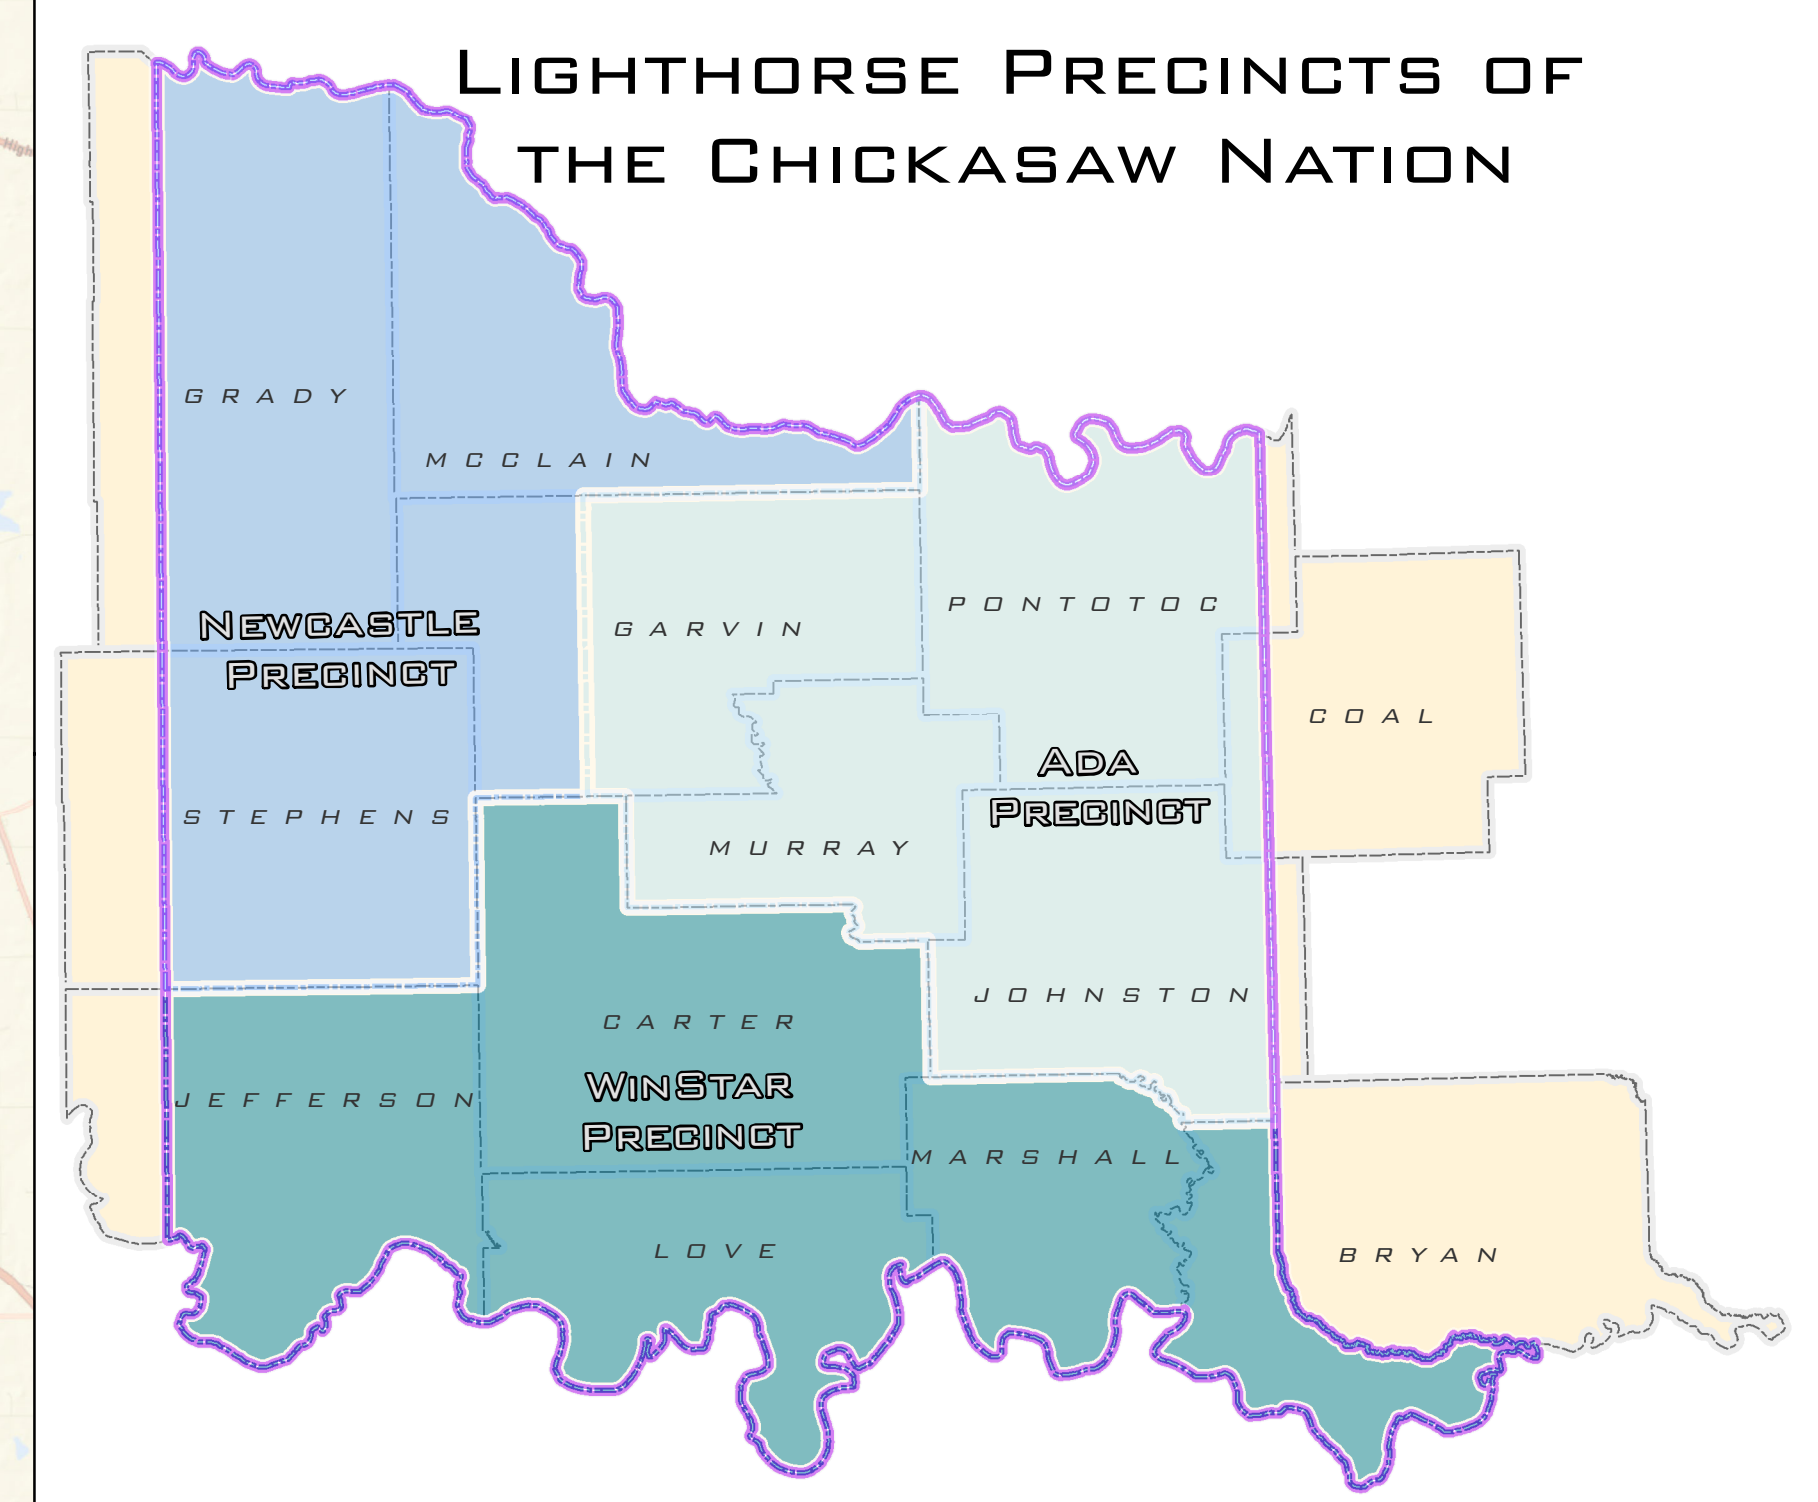 LIGHTHORSE PRECINCTS OF
THE CHICKASAW NATION
High
GRADY
MCCLAIN
NEWCASTLE
PRECINCT
GARVIN
PONTOTOC
COAL
ADA
PRECINCT
STEPHENS
MURRAY
JOHNSTON
CARTER
WINSTAR
PRECINCT
JEFFERSON
MARSHALL
LOVE
BRYAN